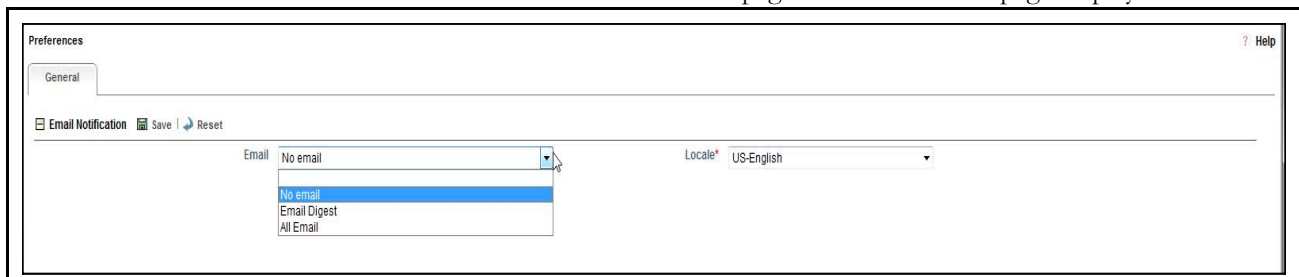 Preferences
? Help
General
Email Notification Save | Reset
Email No email Locale* US-English
No email
Email Digest
All Email